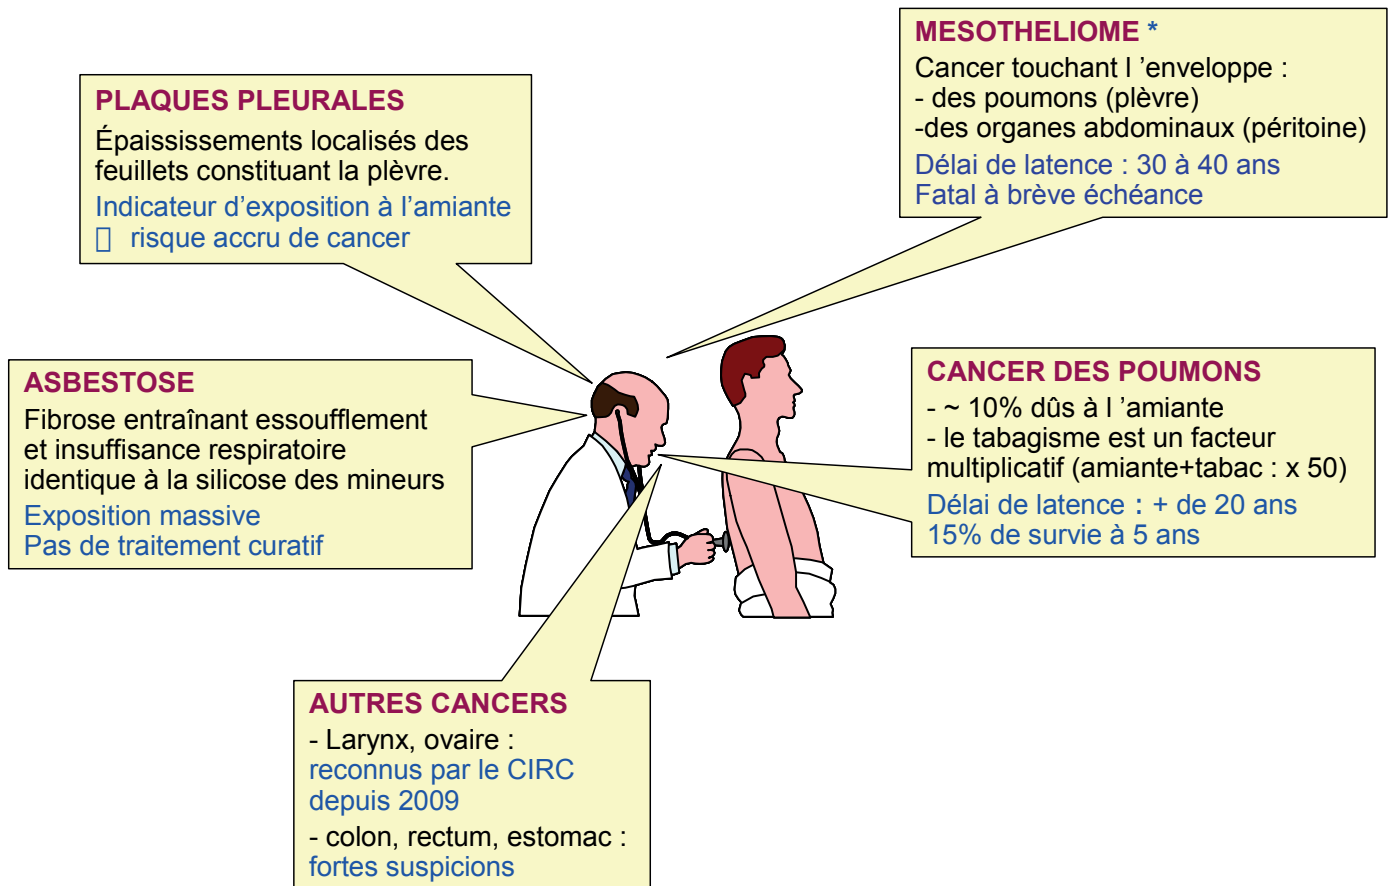 PLAQUES PLEURALES
Épaississements localisés des
feuillets constituant la plèvre.
Indicateur d’exposition à l’amiante
 risque accru de cancer
MESOTHELIOME *
Cancer touchant l ’enveloppe :
- des poumons (plèvre)
-des organes abdominaux (péritoine)
Délai de latence : 30 à 40 ans
Fatal à brève échéance
ASBESTOSE
Fibrose entraînant essoufflement
et insuffisance respiratoire
identique à la silicose des mineurs
Exposition massive
Pas de traitement curatif
CANCER DES POUMONS
- ~ 10% dûs à l ’amiante
- le tabagisme est un facteur
multiplicatif (amiante+tabac : x 50)
Délai de latence : + de 20 ans
15% de survie à 5 ans
AUTRES CANCERS
- Larynx, ovaire :
reconnus par le CIRC
depuis 2009
- colon, rectum, estomac :
fortes suspicions